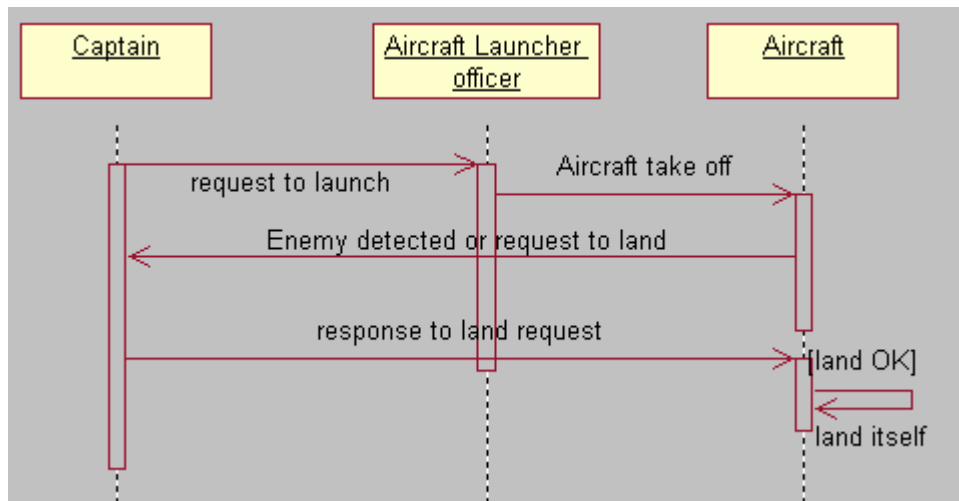 Captain
Aircraft Launcher
officer
Aircraft
request to launch
Aircraft take off
Enemy detected or request to land
response to land request
[land OK]
land itself